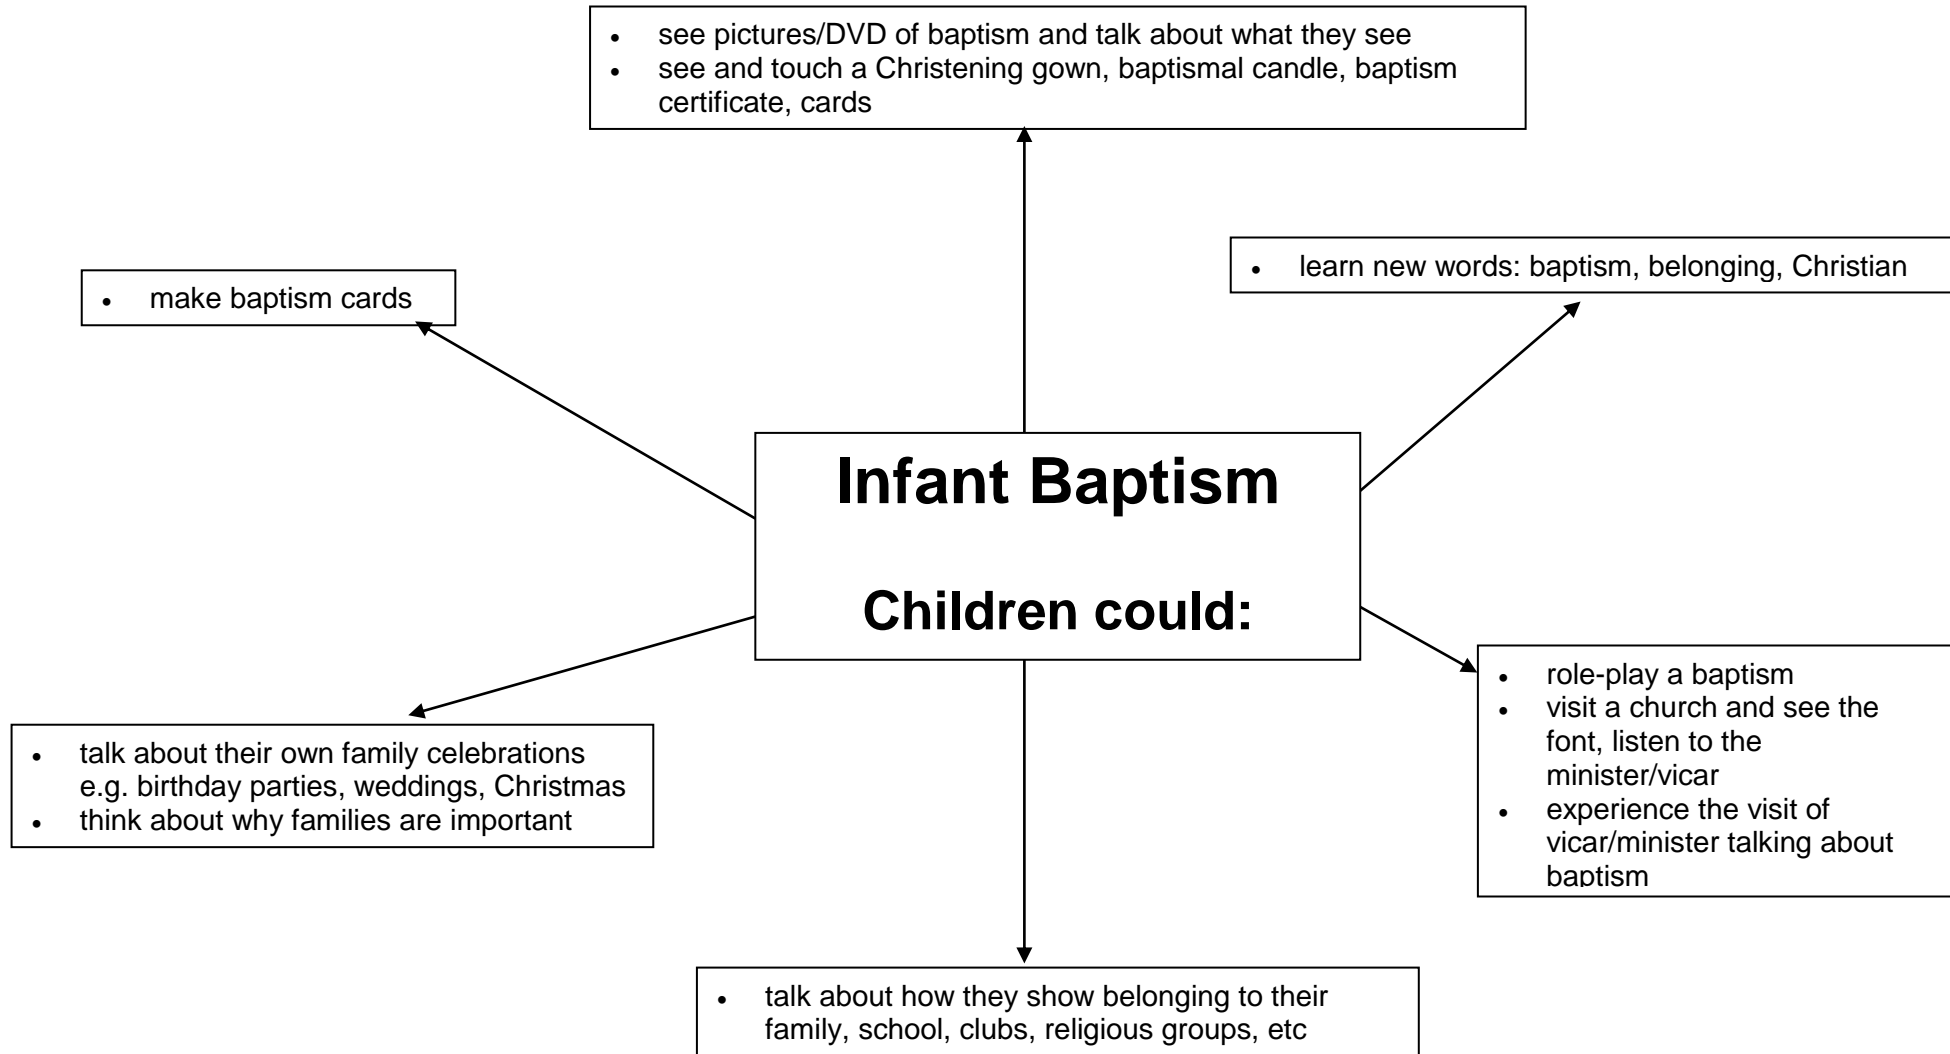 • see pictures/DVD of baptism and talk about what they see
• see and touch a Christening gown, baptismal candle, baptism
certificate, cards
• learn new words: baptism, belonging, Christian
• make baptism cards
Infant Baptism
Children could:
• role-play a baptism
• visit a church and see the
font, listen to the
minister/vicar
• experience the visit of
vicar/minister talking about
baptism
• talk about their own family celebrations
e.g. birthday parties, weddings, Christmas
• think about why families are important
• talk about how they show belonging to their
family, school, clubs, religious groups, etc